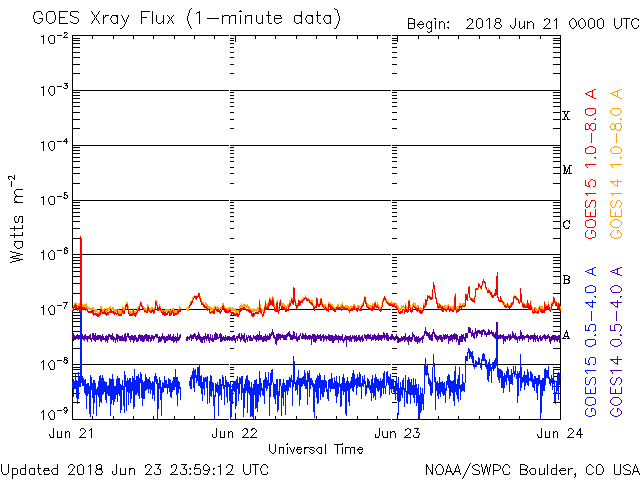 GOES Xray Flux (1-minute data)
Begin: 2018 Jun 21 0000 UTC
10-2
10-3
10-4
10-5
10-6
10-7
10-8
10-9
Watts m-2
X
M
C
B
A
GOES15 1.0-8.0 A
GOES14 1.0-8.0 A
GOES15 0.5-4.0 A
GOES14 0.5-4.0 A
Jun 21
Jun 22
Jun 23
Jun 24
Universal Time
Updated 2018 Jun 23 23:59:12 UTC
NOAA/SWPC Boulder, CO USA